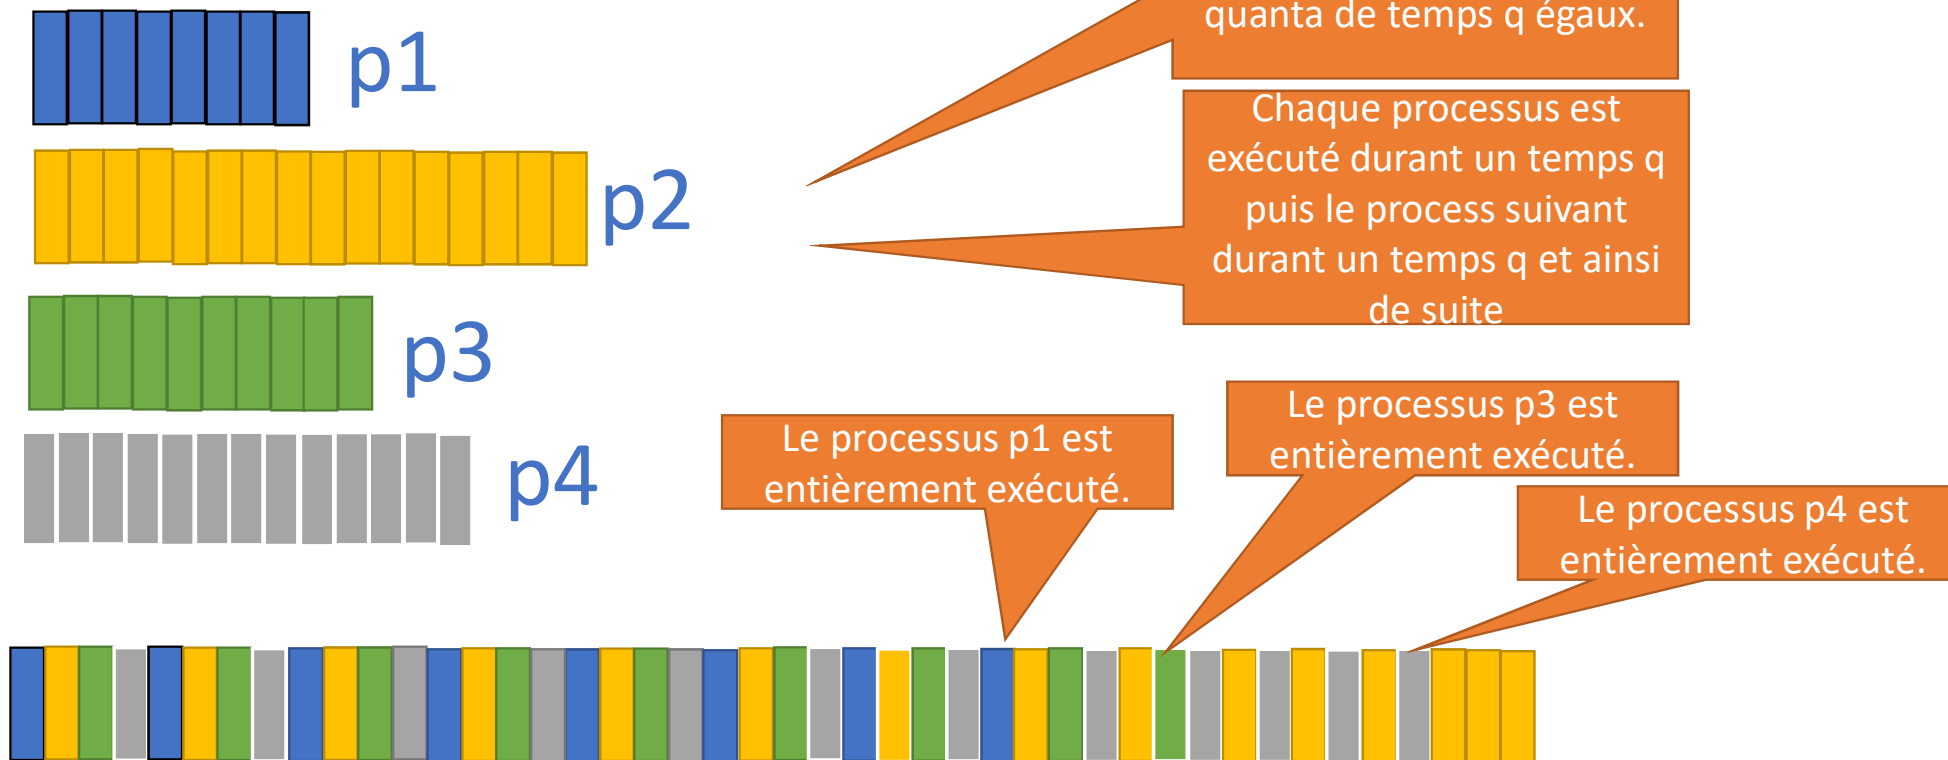 quanta de temps q égaux.
p1
Chaque processus est
exécuté durant un temps q
puis le process suivant
durant un temps q et ainsi
de suite
p2
p3
Le processus p3 est
entièrement exécuté.
Le processus p1 est
entièrement exécuté.
p4
Le processus p4 est
entièrement exécuté.